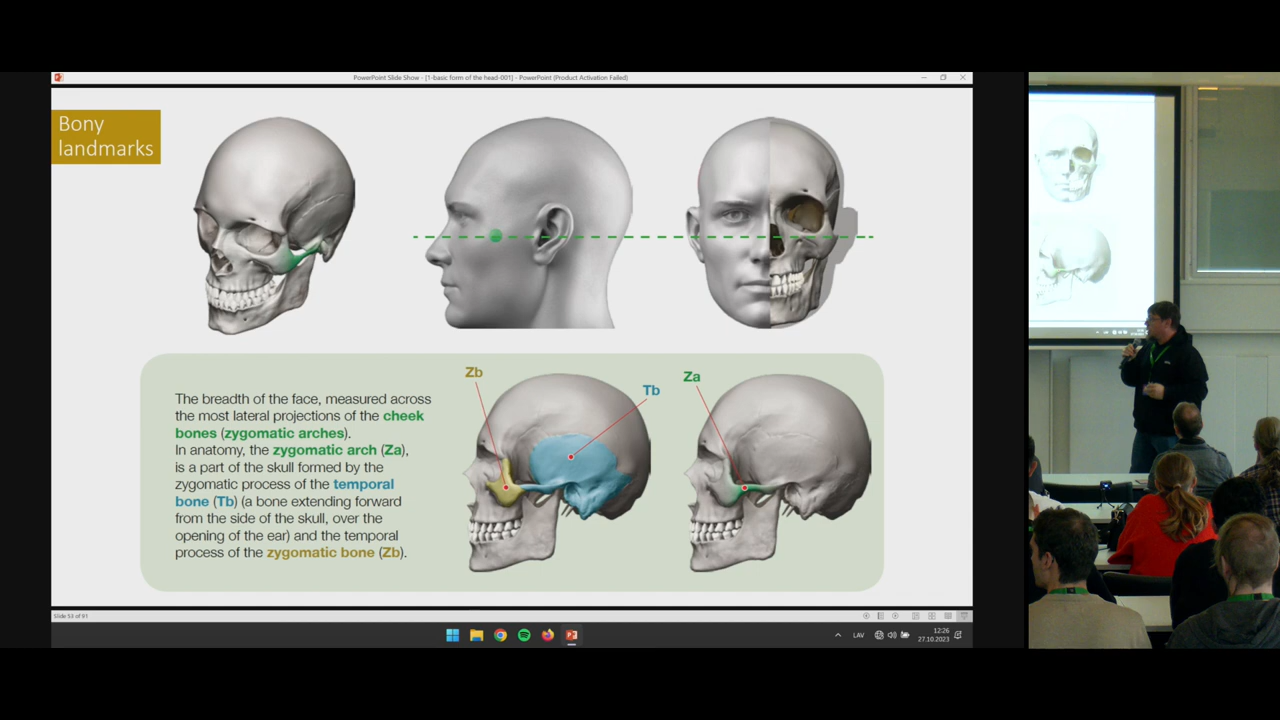 PowerPoint Slide Show - [1-basic form of the head-001] - PowerPoint (Product Activation Failed)
Bony
landmarks
The breadth of the face, measured across
the most lateral projections of the cheek
bones (zygomatic arches).
In anatomy, the zygomatic arch (Za),
is a part of the skull formed by the
zygomatic process of the temporal
bone (Tb) (a bone extending forward
from the side of the skull, over the
opening of the ear) and the temporal
process of the zygomatic bone (Zb).
Zb
Tb
Za
Slide 53 of 91
LAV
12:26
27.10.2023